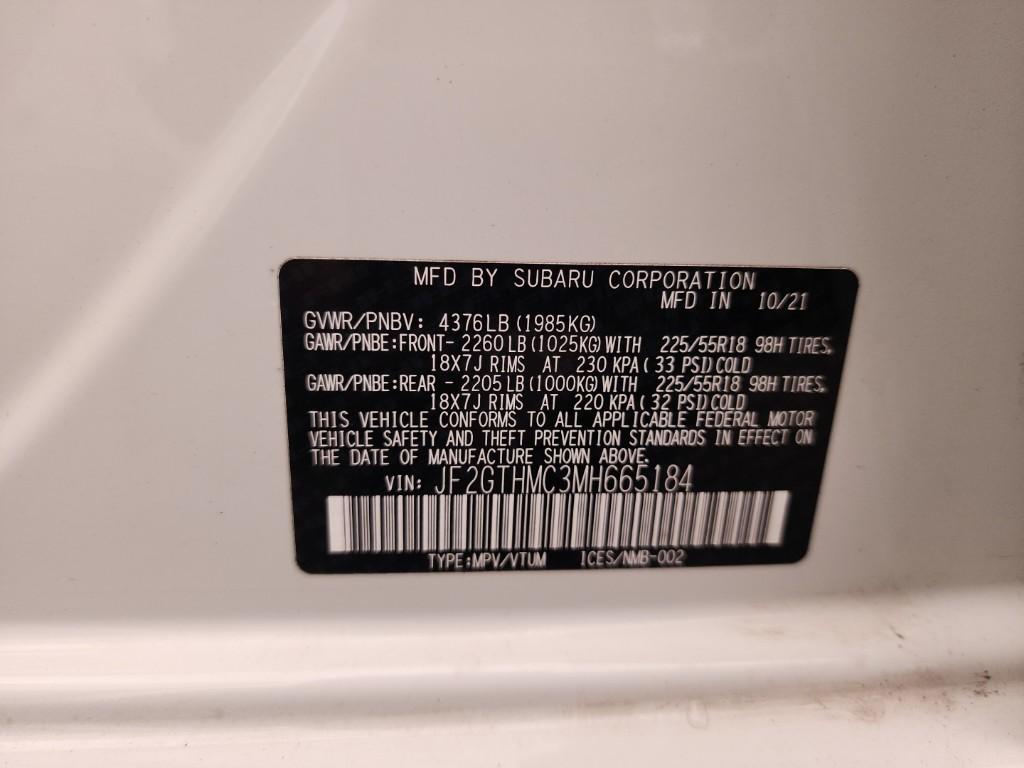 MFD BY SUBARU CORPORATION
MFD IN 10/21
GVWR/PNBV: 4376LB(1985KG)
GAWR/PNBE:FRONT- 2260LB(1025KG)WITH 225/55R18 98H TIRES,
18X7J RIMS AT 230 KPA( 33 PSI)COLD
GAWR/PNBE:REAR - 2205LB(1000KG)WITH 225/55R18 98H TIRES,
18X7J RIMS AT 220 KPA( 32 PSI)COLD
THIS VEHICLE CONFORMS TO ALL APPLICABLE FEDERAL MOTOR
VEHICLE SAFETY AND THEFT PREVENTION STANDARDS IN EFFECT ON
THE DATE OF MANUFACTURE SHOWN ABOVE.
VIN: JF2GTHMC3MH665184
TYPE:MPV/VTUM ICES/NMB-002